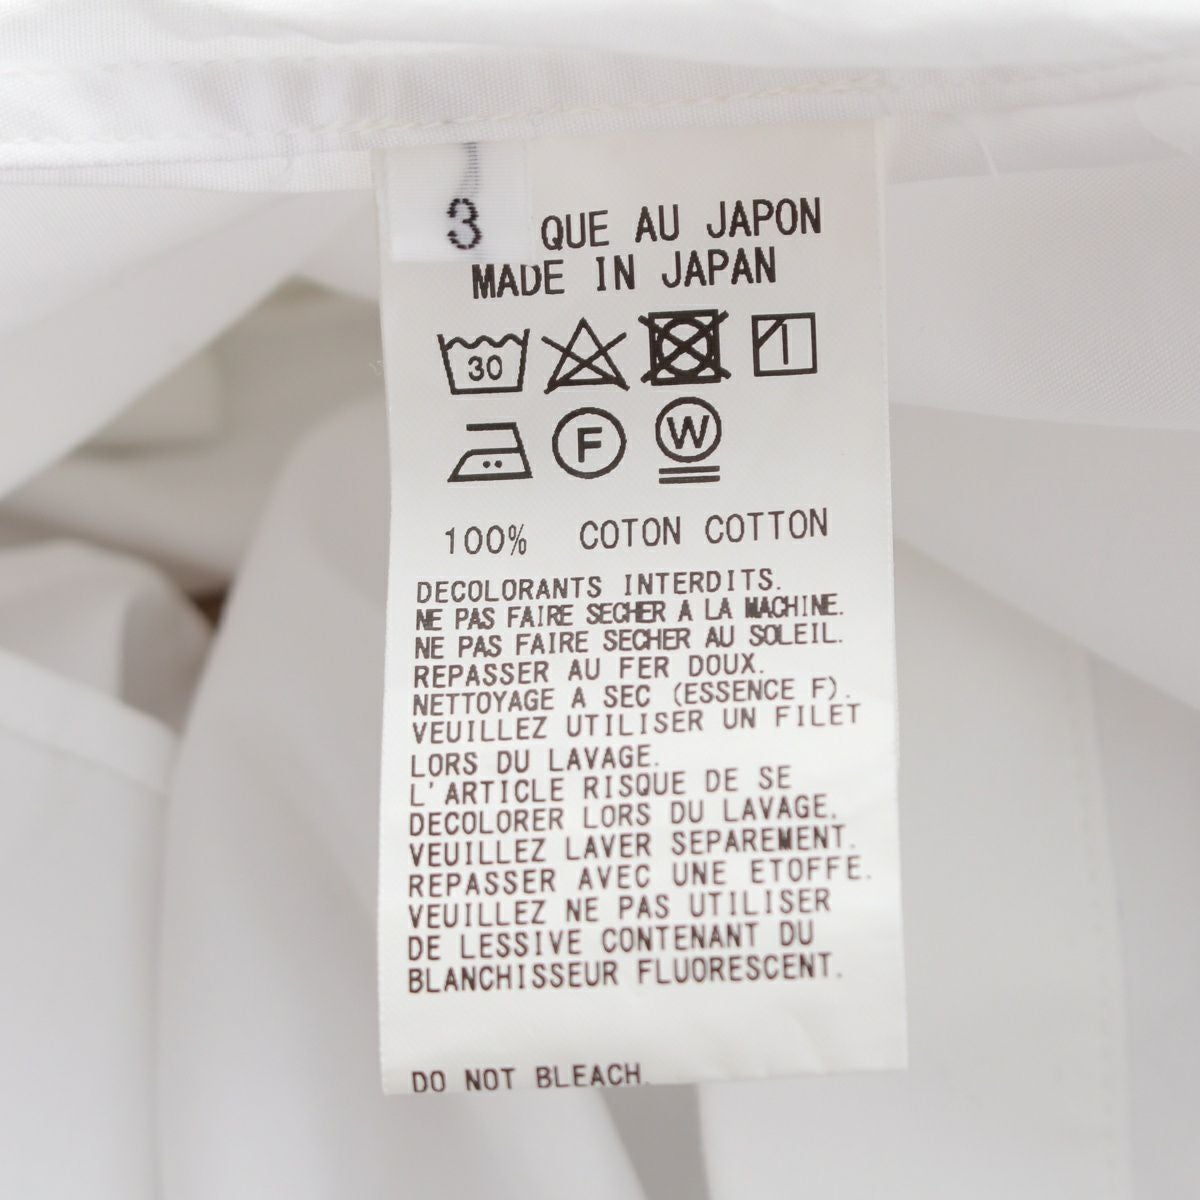 3
QUE AU JAPON
MADE IN JAPAN
30
F
W
100% COTON COTTON
DECOLORANTS INTERDITS.
NE PAS FAIRE SECHER A LA MACHINE.
NE PAS FAIRE SECHER AU SOLEIL.
REPASSER AU FER DOUX.
NETTOYAGE A SEC (ESSENCE F).
VEUILLEZ UTILISER UN FILET
LORS DU LAVAGE.
L'ARTICLE RISQUE DE SE
DECOLORER LORS DU LAVAGE.
VEUILLEZ LAVER SEPAREMENT.
REPASSER AVEC UNE ETOFFE.
VEUILLEZ NE PAS UTILISER
DE LESSIVE CONTENANT DU
BLANCHISSEUR FLUORESCENT.
DO NOT BLEACH.